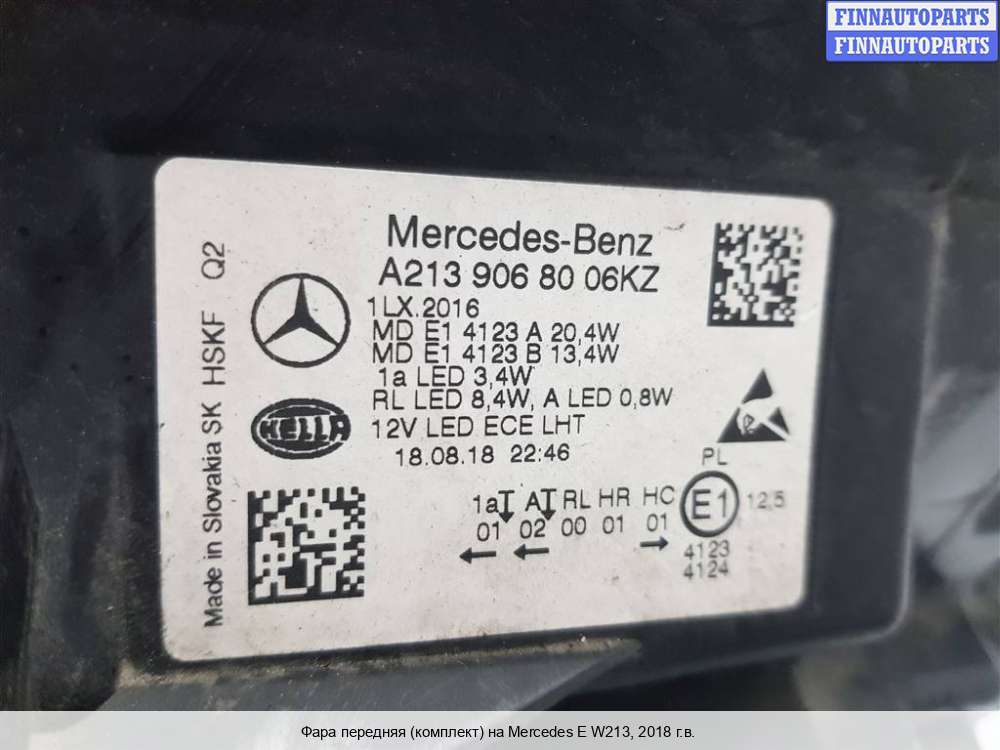 FINNAUTOPARTS
FINNAUTOPARTS
Mercedes-Benz
A213 906 80 06KZ
1LX.2016
MD E1 4123 A 20,4W
MD E1 4123 B 13,4W
1a LED 3,4W
RL LED 8,4W, A LED 0,8W
12V LED ECE LHT
18.08.18 22:46
HELLA
Made in Slovakia SK HSKF Q2
PL
1a AT RL HR HC E1 12,5
01 02 00 01 01
4123
4124
Фара передняя (комплект) на Mercedes E W213, 2018 г.в.